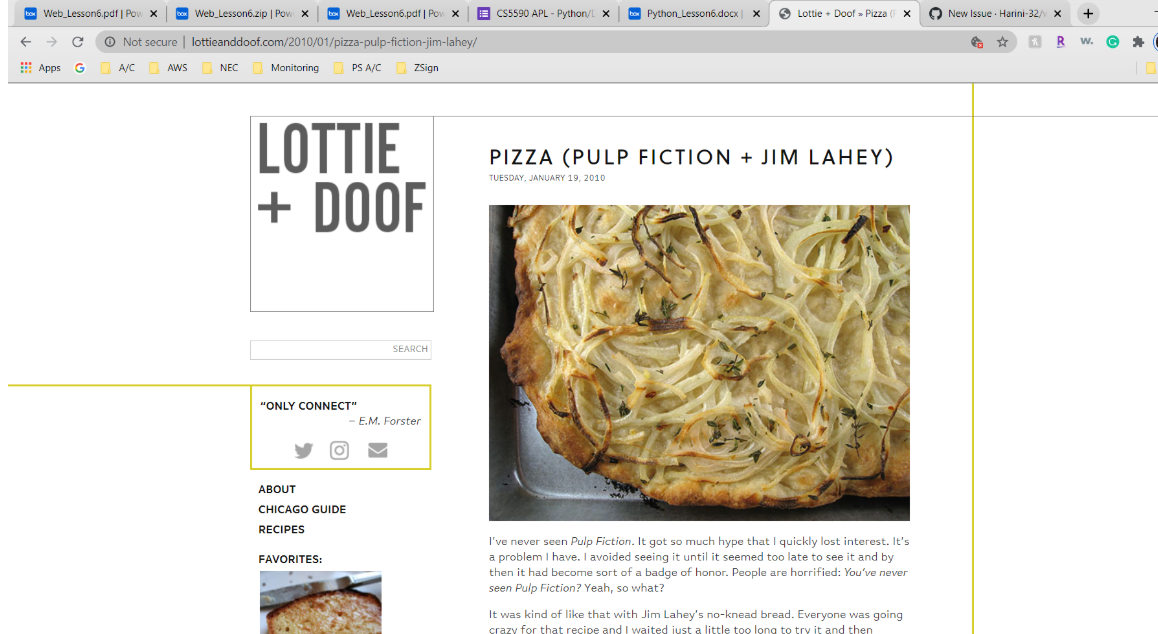 Web_Lesson6.pdf | Pow
Web_Lesson6.zip | Pow
Web_Lesson6.pdf | Pow
CS5590 APL - Python/D
Python_Lesson6.docx |
Lottie + Doof » Pizza (P
New Issue · Harini-32/w
Not secure | lottieanddoof.com/2010/01/pizza-pulp-fiction-jim-lahey/
Apps
A/C
AWS
NEC
Monitoring
PS A/C
ZSign
LOTTIE
+ DOOF
SEARCH
“ONLY CONNECT”
– E.M. Forster
ABOUT
CHICAGO GUIDE
RECIPES
FAVORITES:
PIZZA (PULP FICTION + JIM LAHEY)
TUESDAY, JANUARY 19, 2010
I’ve never seen Pulp Fiction. It got so much hype that I quickly lost interest. It’s
a problem I have. I avoided seeing it until it seemed too late to see it and by
then it had become sort of a badge of honor. People are horrified: You’ve never
seen Pulp Fiction? Yeah, so what?
It was kind of like that with Jim Lahey’s no-knead bread. Everyone was going
crazy for that recipe and I waited just a little too long to try it and then